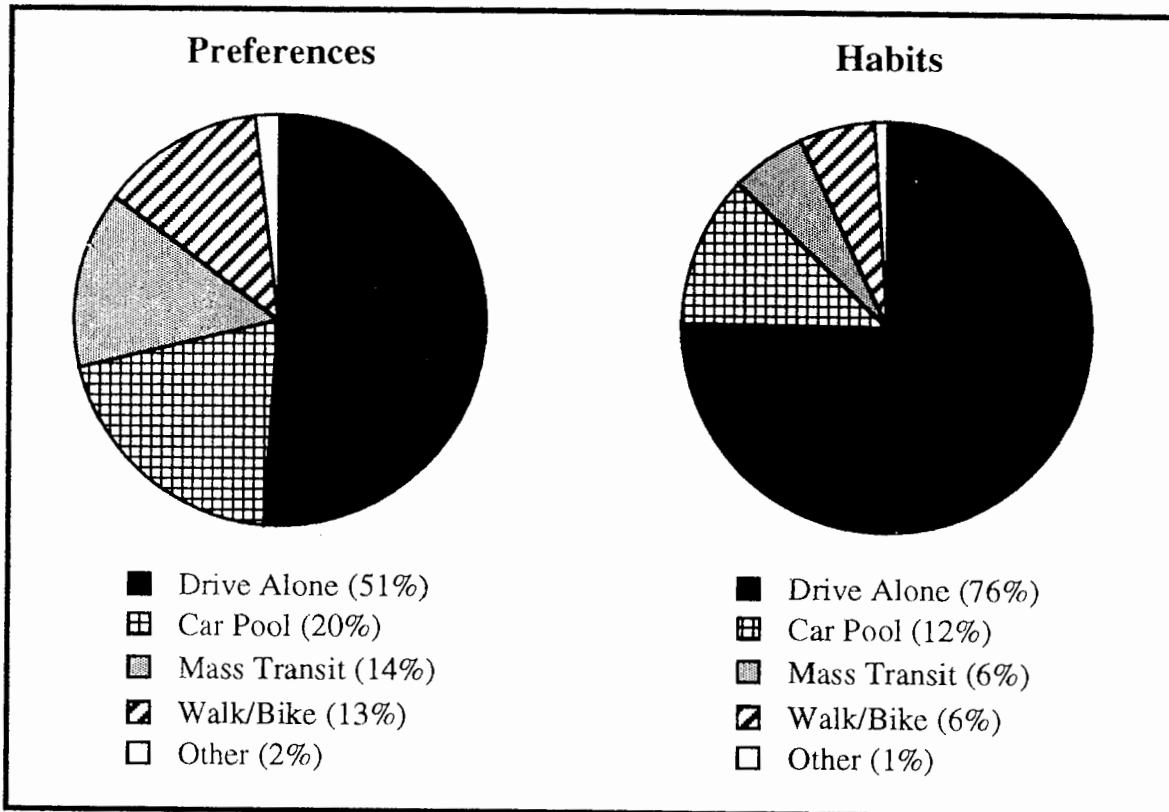 Preferences
Drive Alone (51%)
Car Pool (20%)
Mass Transit (14%)
Walk/Bike (13%)
Other (2%)
Habits
Drive Alone (76%)
Car Pool (12%)
Mass Transit (6%)
Walk/Bike (6%)
Other (1%)